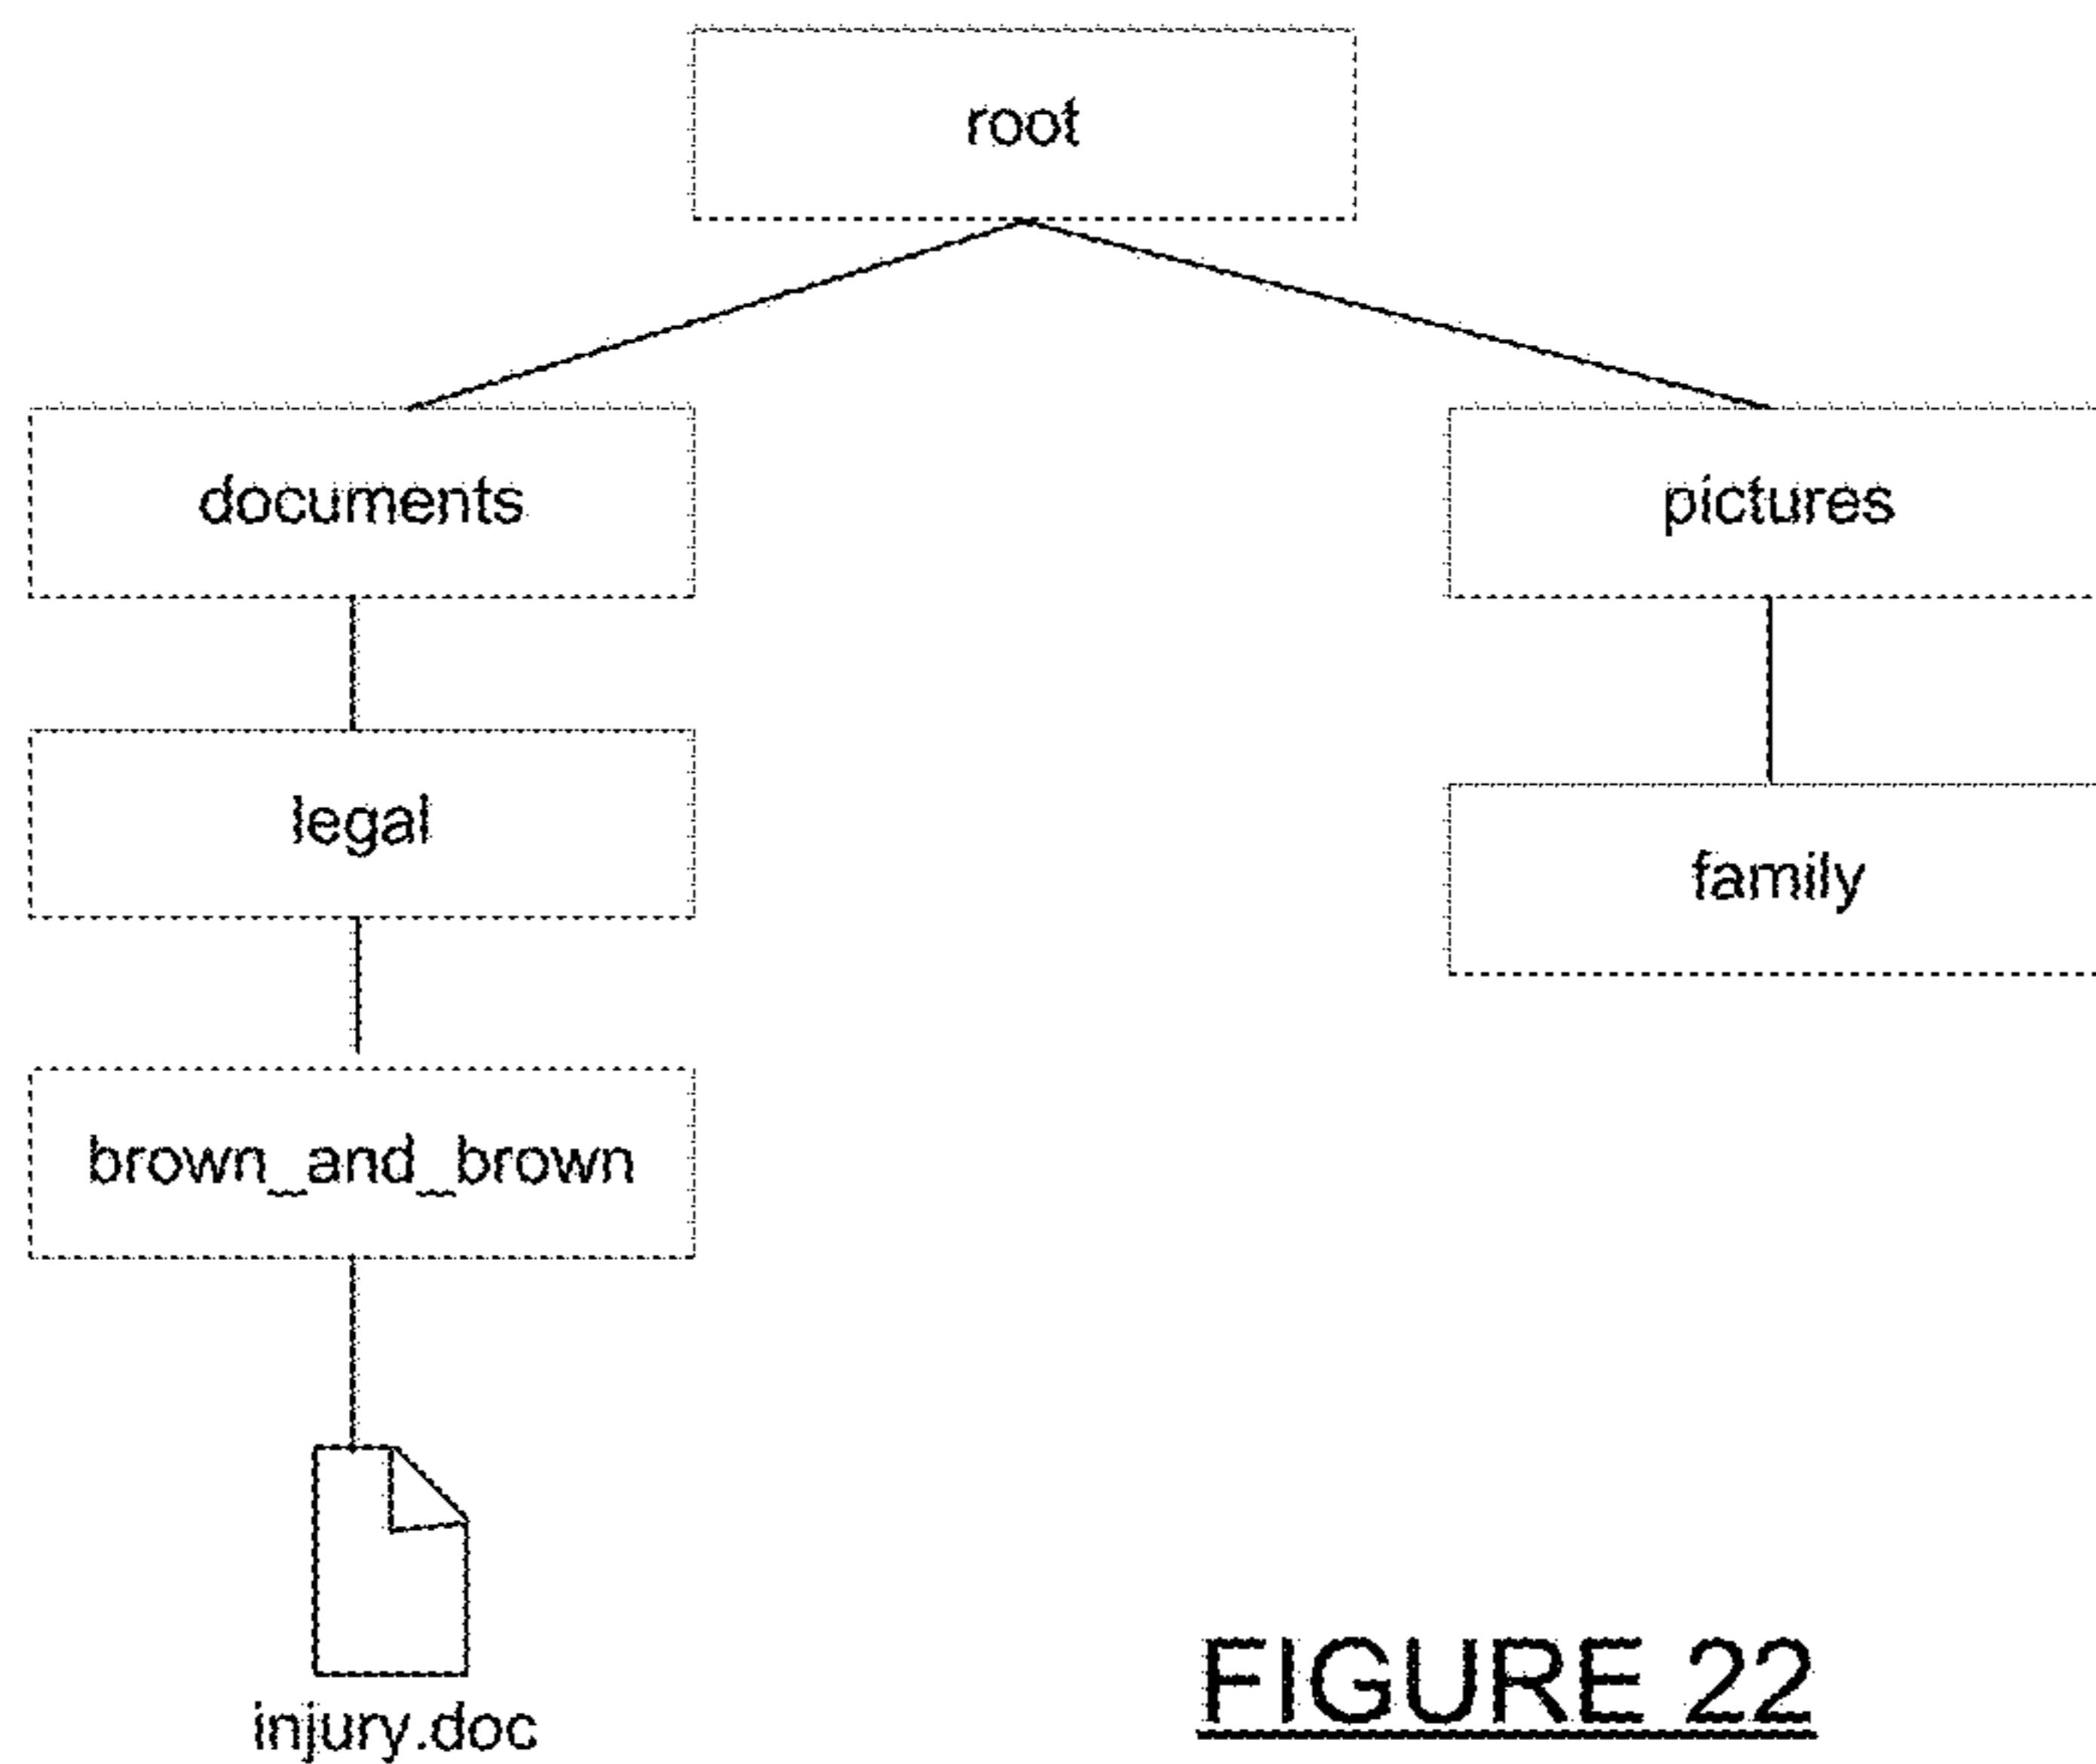 root
documents
pictures
legal
family
brown_and_brown
injury.doc
FIGURE 22